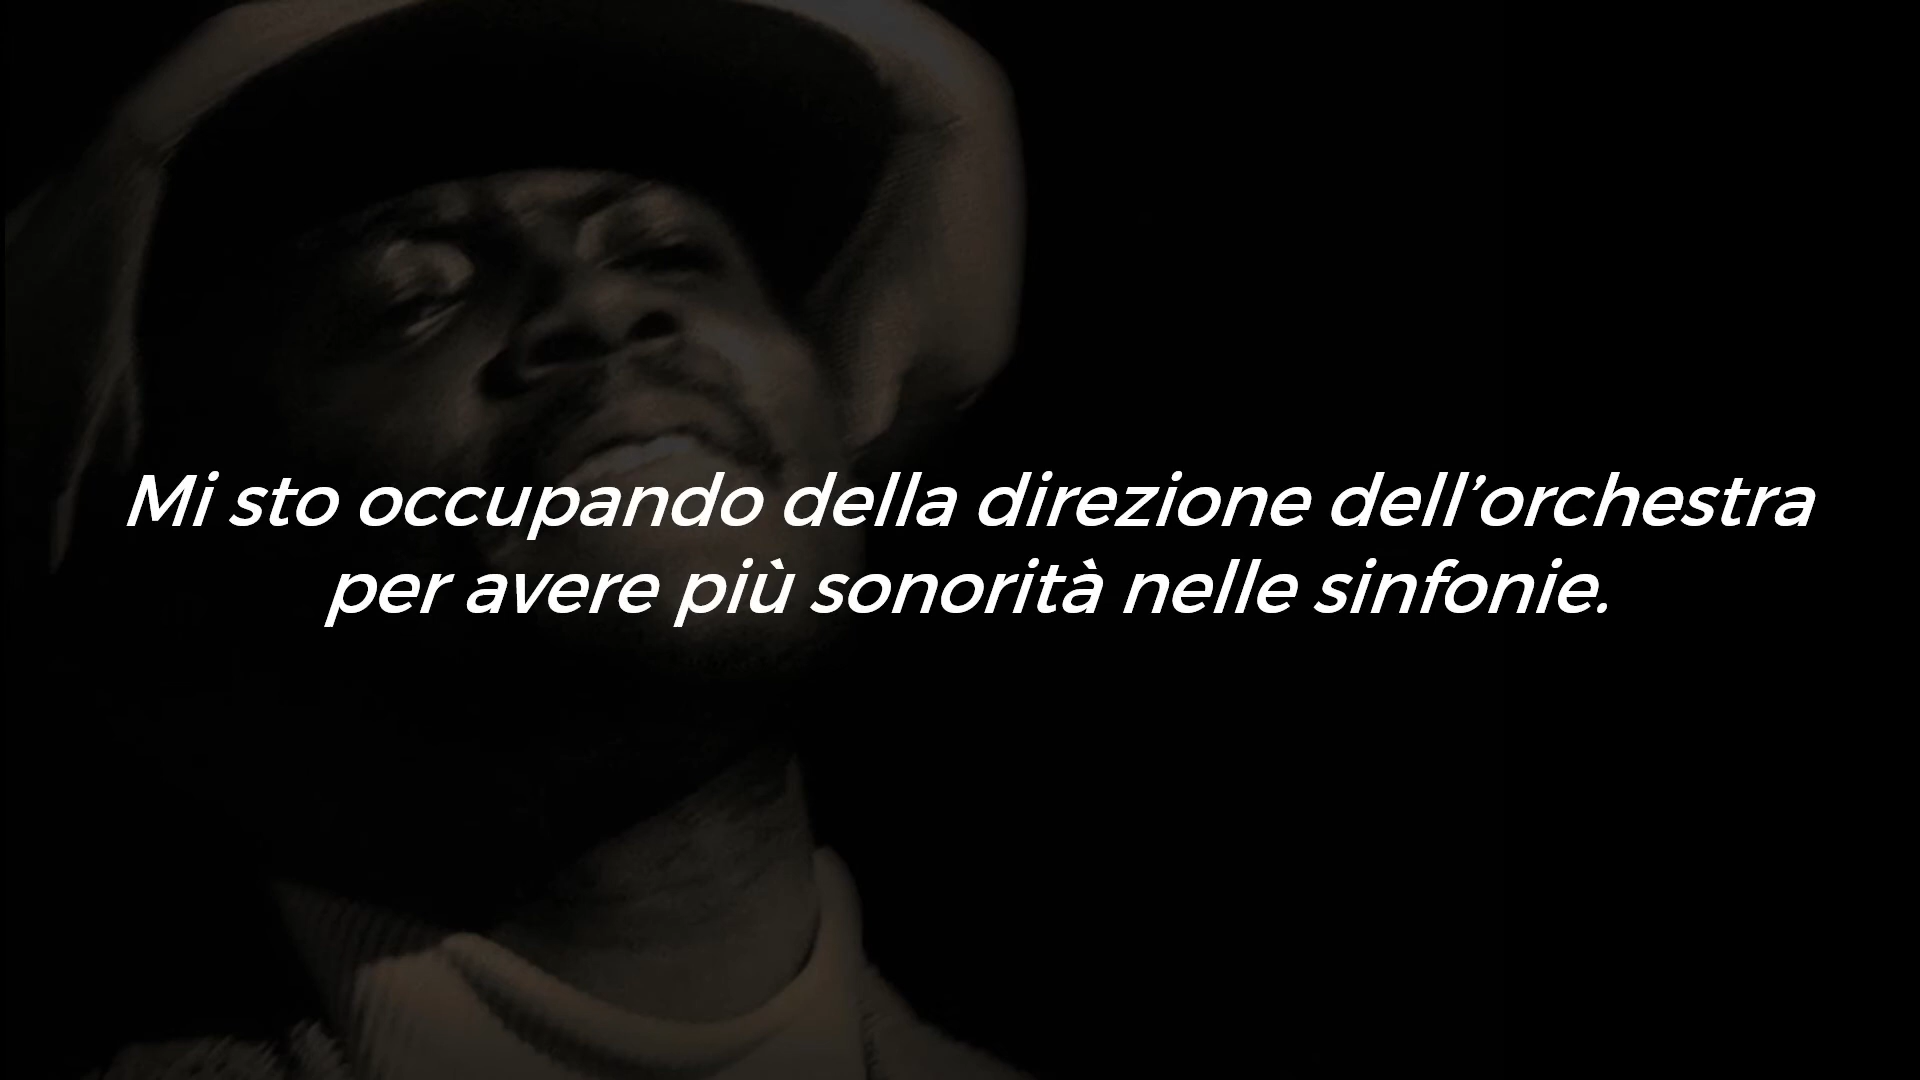 Mi sto occupando della direzione dell’orchestra
per avere più sonorità nelle sinfonie.